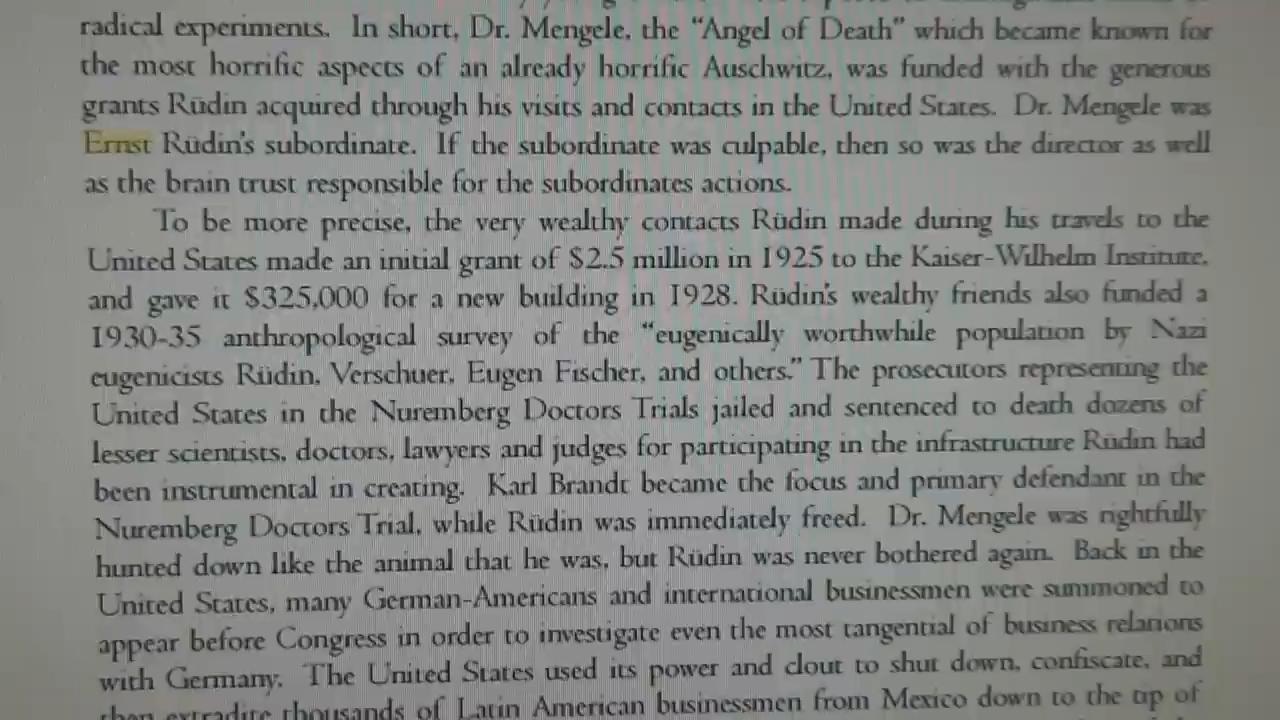 radical experiments. In short, Dr. Mengele, the “Angel of Death” which became known for
the most horrific aspects of an already horrific Auschwitz, was funded with the generous
grants Rüdin acquired through his visits and contacts in the United States. Dr. Mengele was
Ernst Rüdin's subordinate. If the subordinate was culpable, then so was the director as well
as the brain trust responsible for the subordinates actions.
To be more precise, the very wealthy contacts Rüdin made during his travels to the
United States made an initial grant of $2.5 million in 1925 to the Kaiser-Wilhelm Institute,
and gave it $325,000 for a new building in 1928. Rüdin's wealthy friends also funded a
1930-35 anthropological survey of the “eugenically worthwhile population by Nazi
eugenicists Rüdin, Verschuer, Eugen Fischer, and others.” The prosecutors representing the
United States in the Nuremberg Doctors Trials jailed and sentenced to death dozens of
lesser scientists, doctors, lawyers and judges for participating in the infrastructure Rüdin had
been instrumental in creating. Karl Brandt became the focus and primary defendant in the
Nuremberg Doctors Trial, while Rüdin was immediately freed. Dr. Mengele was rightfully
hunted down like the animal that he was, but Rüdin was never bothered again. Back in the
United States, many German-Americans and international businessmen were summoned to
appear before Congress in order to investigate even the most tangential of business relations
with Germany. The United States used its power and clout to shut down, confiscate, and
then extradite thousands of Latin American businessmen from Mexico down to the tip of